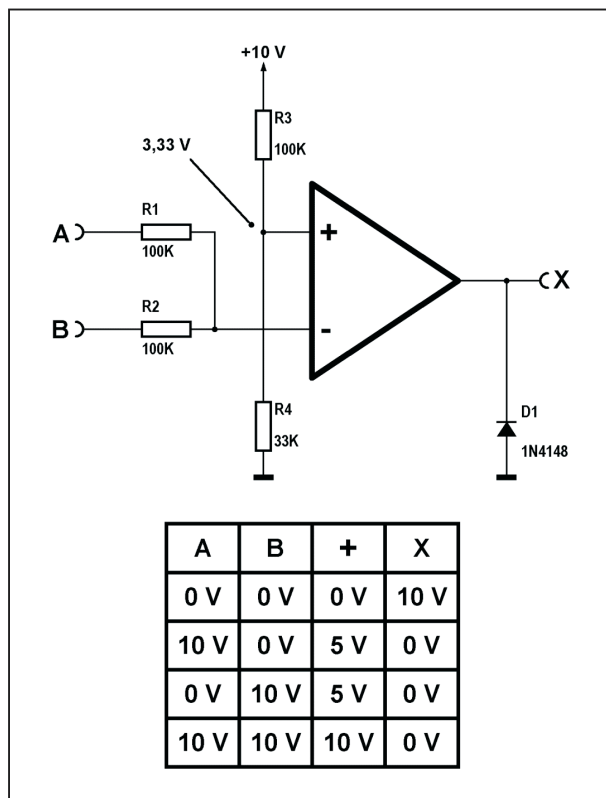 +10 V
R3
100K
3,33 V
R1
A
+
100K
X
R2
B
-
100K
R4
33K
D1
1N4148
A B + X
0 V 0 V 0 V 10 V
10 V 0 V 5 V 0 V
0 V 10 V 5 V 0 V
10 V 10 V 10 V 0 V